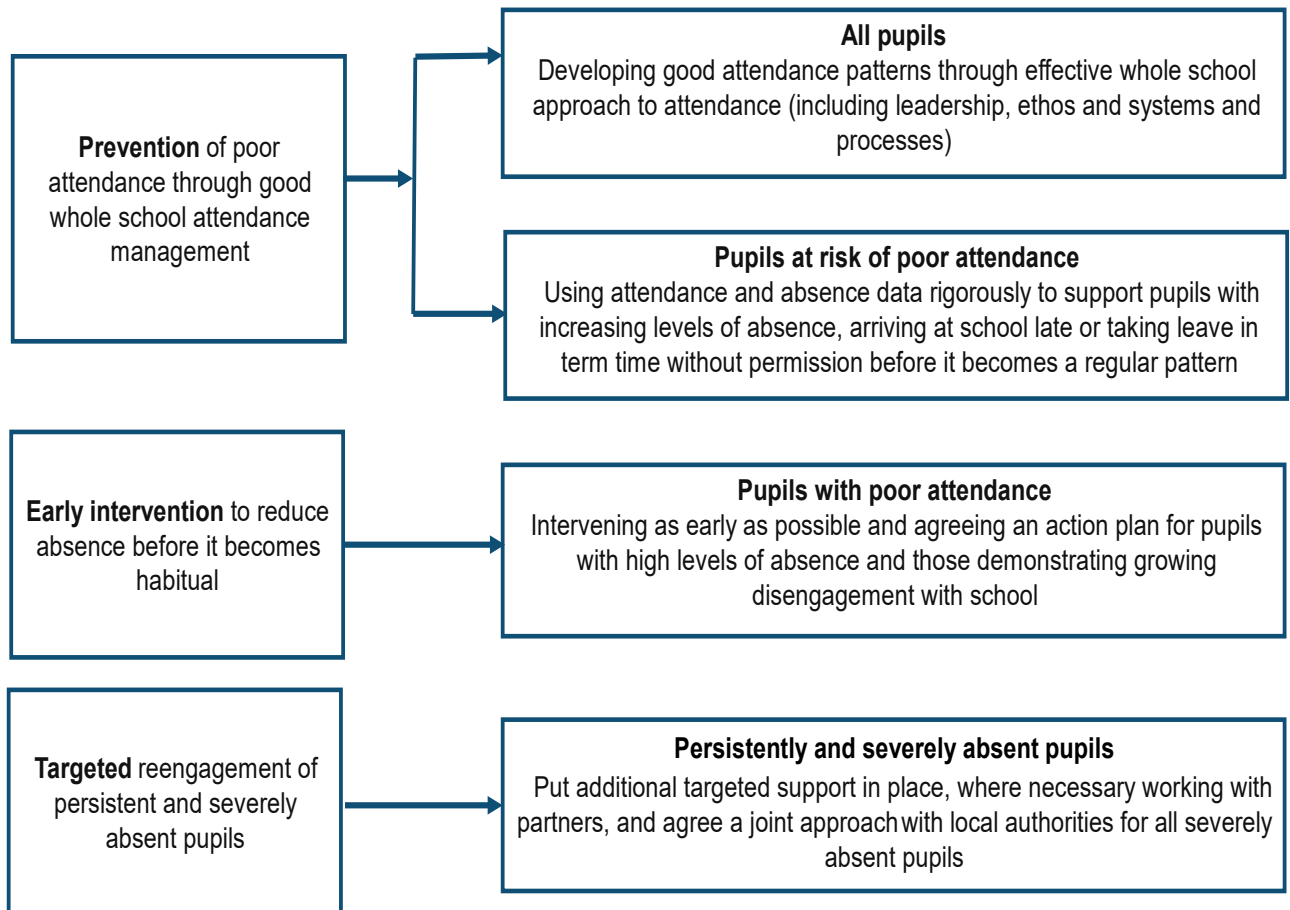 Prevention of poor
attendance through good
whole school attendance
management
All pupils
Developing good attendance patterns through effective whole school
approach to attendance (including leadership, ethos and systems and
processes)
Pupils at risk of poor attendance
Using attendance and absence data rigorously to support pupils with
increasing levels of absence, arriving at school late or taking leave in
term time without permission before it becomes a regular pattern
Early intervention to reduce
absence before it becomes
habitual
Pupils with poor attendance
Intervening as early as possible and agreeing an action plan for pupils
with high levels of absence and those demonstrating growing
disengagement with school
Targeted reengagement of
persistent and severely
absent pupils
Persistently and severely absent pupils
Put additional targeted support in place, where necessary working with
partners, and agree a joint approach with local authorities for all severely
absent pupils